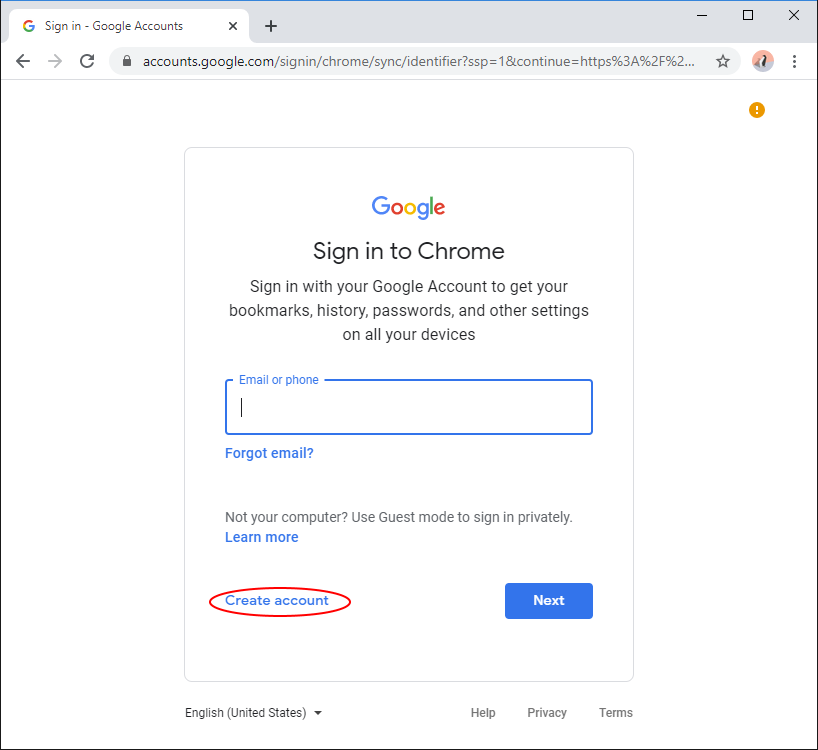 Sign in - Google Accounts
accounts.google.com/signin/chrome/sync/identifier?ssp=1&continue=https%3A%2F%2...
Google
Sign in to Chrome
Sign in with your Google Account to get your
bookmarks, history, passwords, and other settings
on all your devices
Email or phone
Forgot email?
Not your computer? Use Guest mode to sign in privately.
Learn more
Create account
Next
English (United States)
Help
Privacy
Terms